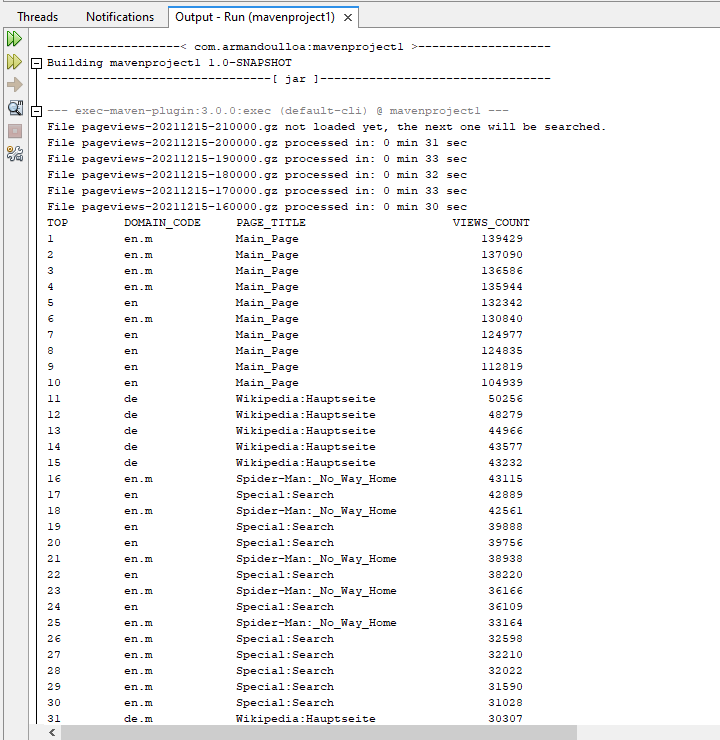 Threads Notifications Output - Run (mavenproject1) ×
-------------------< com.armandoulloa:mavenproject1 >-------------------
Building mavenproject1 1.0-SNAPSHOT
--------------------------------[ jar ]---------------------------------
--- exec-maven-plugin:3.0.0:exec (default-cli) @ mavenproject1 ---
File pageviews-20211215-210000.gz not loaded yet, the next one will be searched.
File pageviews-20211215-200000.gz processed in: 0 min 31 sec
File pageviews-20211215-190000.gz processed in: 0 min 33 sec
File pageviews-20211215-180000.gz processed in: 0 min 32 sec
File pageviews-20211215-170000.gz processed in: 0 min 33 sec
File pageviews-20211215-160000.gz processed in: 0 min 30 sec
TOP DOMAIN_CODE PAGE_TITLE VIEWS_COUNT
1 en.m Main_Page 139429
2 en.m Main_Page 137090
3 en.m Main_Page 136586
4 en.m Main_Page 135944
5 en Main_Page 132342
6 en.m Main_Page 130840
7 en Main_Page 124977
8 en Main_Page 124835
9 en Main_Page 112819
10 en Main_Page 104939
11 de Wikipedia:Hauptseite 50256
12 de Wikipedia:Hauptseite 48279
13 de Wikipedia:Hauptseite 44966
14 de Wikipedia:Hauptseite 43577
15 de Wikipedia:Hauptseite 43232
16 en.m Spider-Man:_No_Way_Home 43115
17 en Special:Search 42889
18 en.m Spider-Man:_No_Way_Home 42561
19 en Special:Search 39888
20 en Special:Search 39756
21 en.m Spider-Man:_No_Way_Home 38938
22 en Special:Search 38220
23 en.m Spider-Man:_No_Way_Home 36166
24 en Special:Search 36109
25 en.m Spider-Man:_No_Way_Home 33164
26 en.m Special:Search 32598
27 en.m Special:Search 32210
28 en.m Special:Search 32022
29 en.m Special:Search 31590
30 en.m Special:Search 31028
31 de.m Wikipedia:Hauptseite 30307